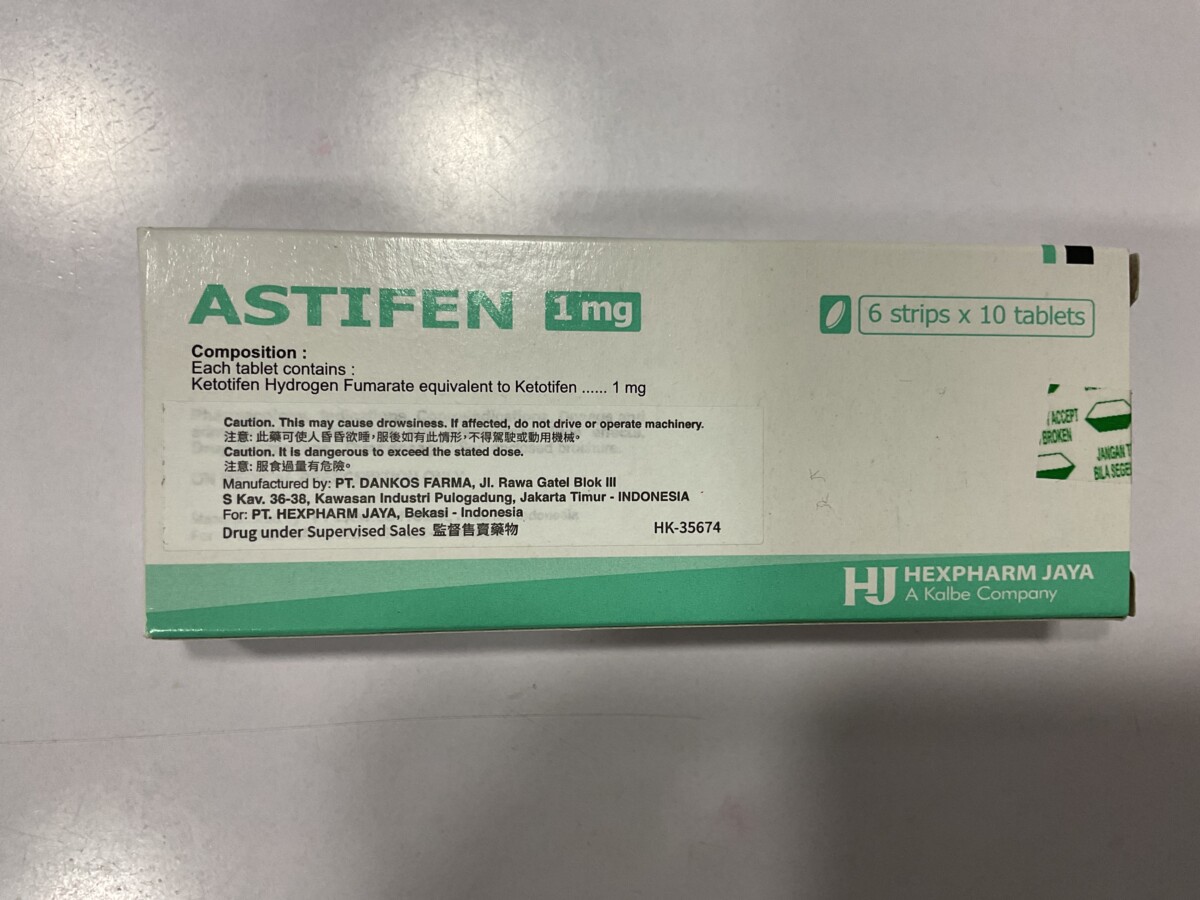 ASTIFEN 1 mg
6 strips x 10 tablets
Composition :
Each tablet contains :
Ketotifen Hydrogen Fumarate equivalent to Ketotifen ...... 1 mg
Caution. This may cause drowsiness. If affected, do not drive or operate machinery.
注意: 此藥可使人昏昏欲睡，服後如有此情形，不得駕駛或動用機械。
Caution. It is dangerous to exceed the stated dose.
注意: 服食過量有危險。
Manufactured by: PT. DANKOS FARMA, Jl. Rawa Gatel Blok III
S Kav. 36-38, Kawasan Industri Pulogadung, Jakarta Timur - INDONESIA
For: PT. HEXPHARM JAYA, Bekasi - Indonesia
Drug under Supervised Sales 監督售賣藥物
HK-35674
ACCEPT
BROKEN
JANGAN
BILA
HJ HEXPHARM JAYA
A Kalbe Company